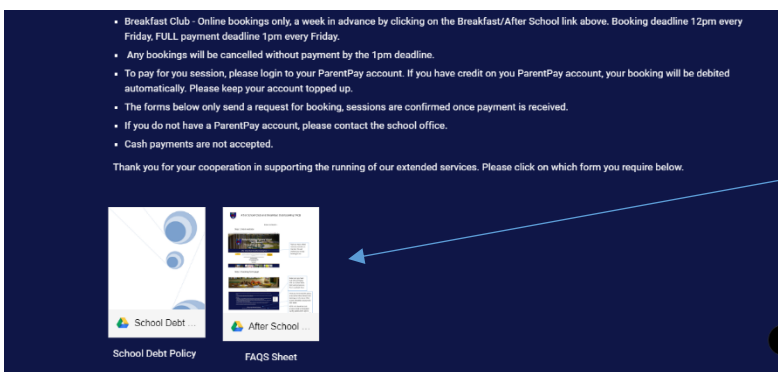 Breakfast Club - Online bookings only, a week in advance by clicking on the Breakfast/After School link above. Booking deadline 12pm every
Friday, FULL payment deadline 1pm every Friday.
Any bookings will be cancelled without payment by the 1pm deadline.
To pay for you session, please login to your ParentPay account. If you have credit on you ParentPay account, your booking will be debited
automatically. Please keep your account topped up.
The forms below only send a request for booking, sessions are confirmed once payment is received.
If you do not have a ParentPay account, please contact the school office.
Cash payments are not accepted.
Thank you for your cooperation in supporting the running of our extended services. Please click on which form you require below.
School Debt ...
After School ...
School Debt Policy
FAQS Sheet